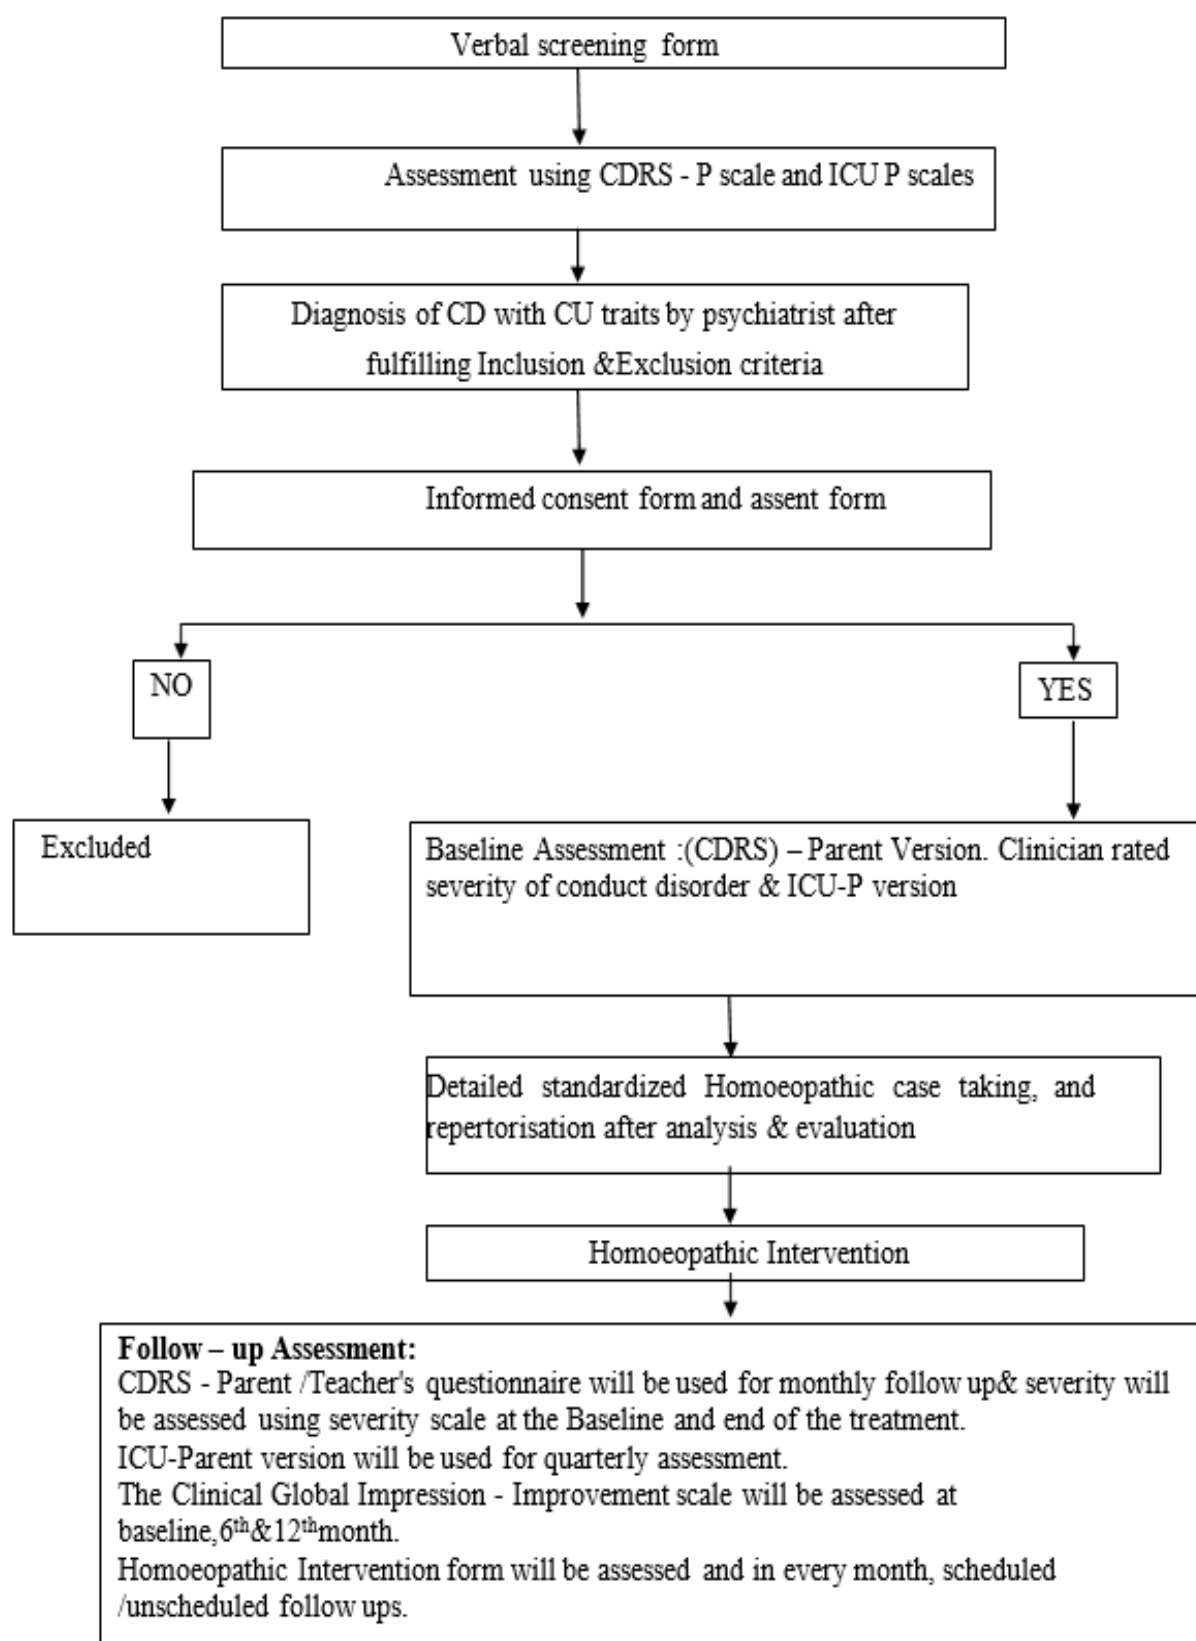 Verbal screening form
Assessment using CDRS - P scale and ICU P scales
Diagnosis of CD with CU traits by psychiatrist after
fulfilling Inclusion &Exclusion criteria
Informed consent form and assent form
NO
YES
Excluded
Baseline Assessment :(CDRS) – Parent Version. Clinician rated
severity of conduct disorder & ICU-P version
Detailed standardized Homoeopathic case taking, and
repertorisation after analysis & evaluation
Homoeopathic Intervention
Follow – up Assessment:
CDRS - Parent /Teacher's questionnaire will be used for monthly follow up& severity will
be assessed using severity scale at the Baseline and end of the treatment.
ICU-Parent version will be used for quarterly assessment.
The Clinical Global Impression - Improvement scale will be assessed at
baseline,6th&12thmonth.
Homoeopathic Intervention form will be assessed and in every month, scheduled
/unscheduled follow ups.